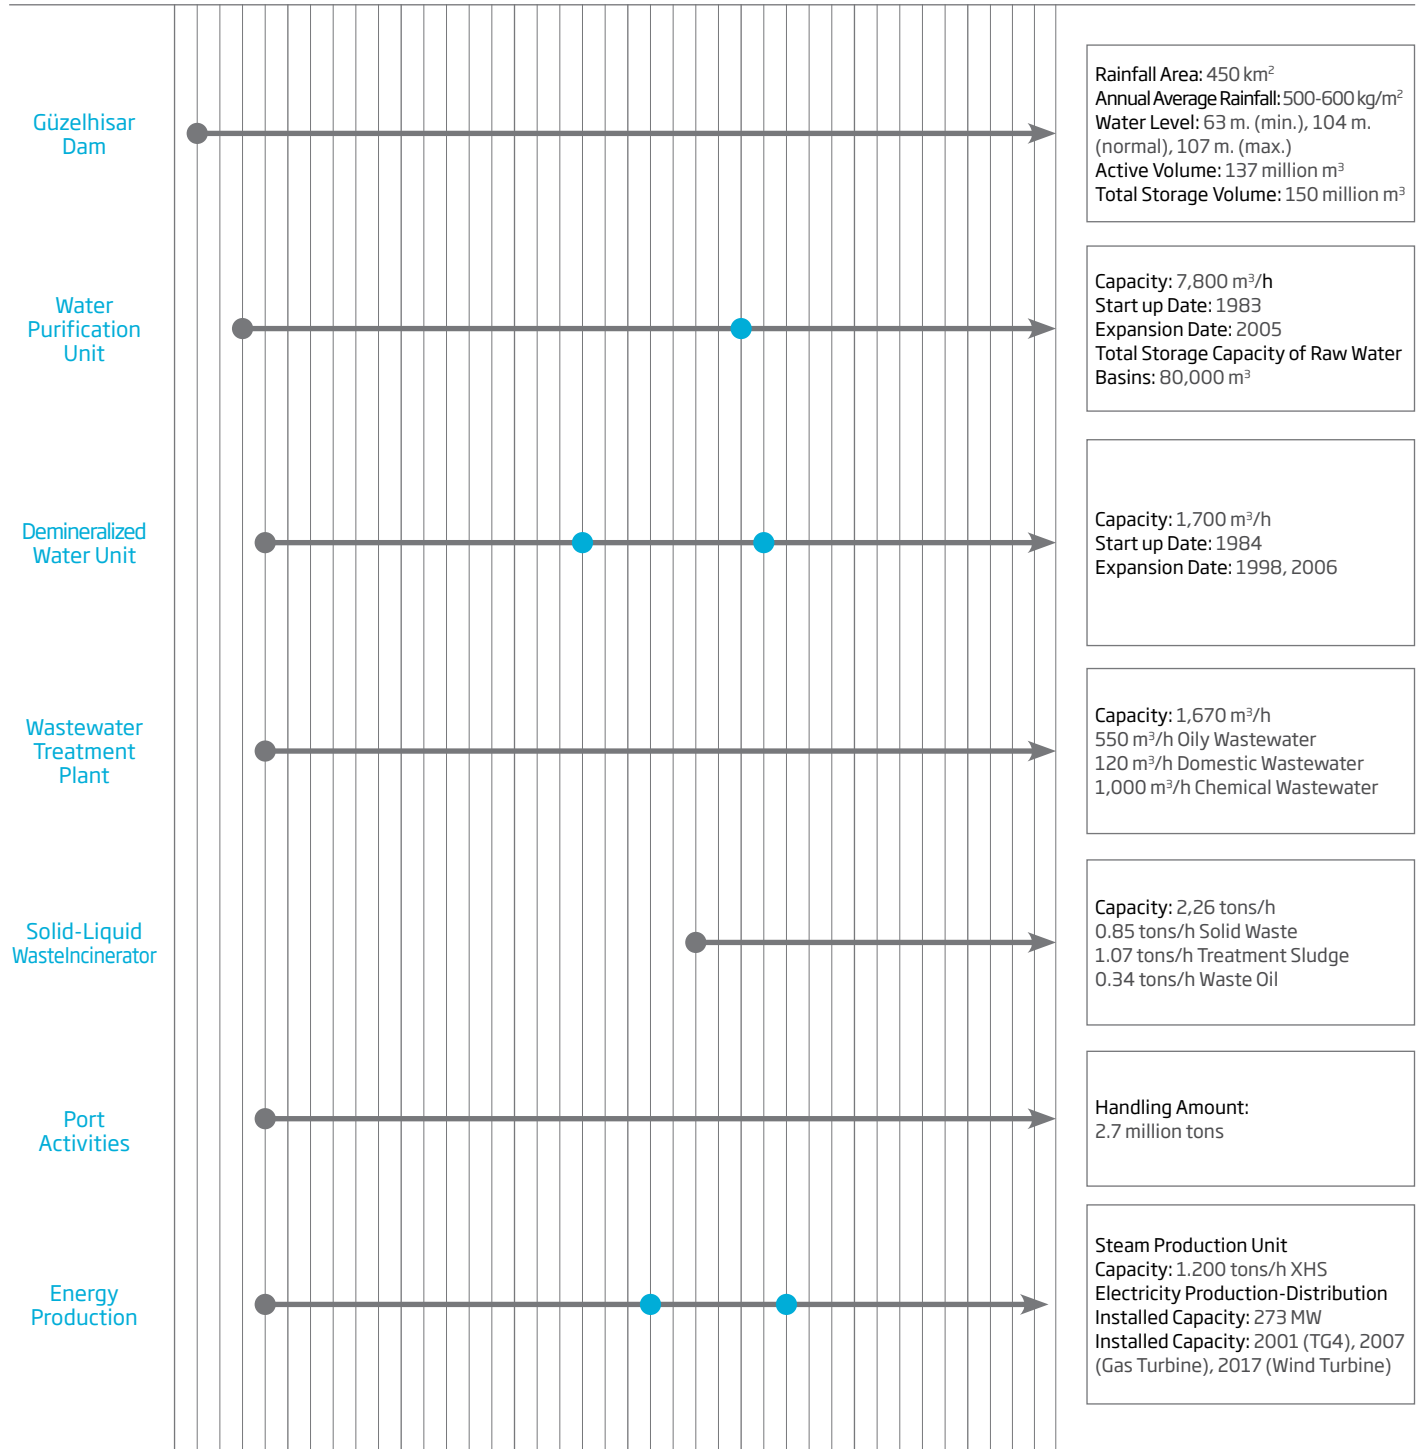 Güzelhisar
Dam
Rainfall Area: 450 km²
Annual Average Rainfall: 500-600 kg/m²
Water Level: 63 m. (min.), 104 m.
(normal), 107 m. (max.)
Active Volume: 137 million m³
Total Storage Volume: 150 million m³
Water
Purification
Unit
Capacity: 7,800 m³/h
Start up Date: 1983
Expansion Date: 2005
Total Storage Capacity of Raw Water
Basins: 80,000 m³
Demineralized
Water Unit
Capacity: 1,700 m³/h
Start up Date: 1984
Expansion Date: 1998, 2006
Wastewater
Treatment
Plant
Capacity: 1,670 m³/h
550 m³/h Oily Wastewater
120 m³/h Domestic Wastewater
1,000 m³/h Chemical Wastewater
Solid-Liquid
WasteIncinerator
Capacity: 2,26 tons/h
0.85 tons/h Solid Waste
1.07 tons/h Treatment Sludge
0.34 tons/h Waste Oil
Port
Activities
Handling Amount:
2.7 million tons
Energy
Production
Steam Production Unit
Capacity: 1.200 tons/h XHS
Electricity Production-Distribution
Installed Capacity: 273 MW
Installed Capacity: 2001 (TG4), 2007
(Gas Turbine), 2017 (Wind Turbine)